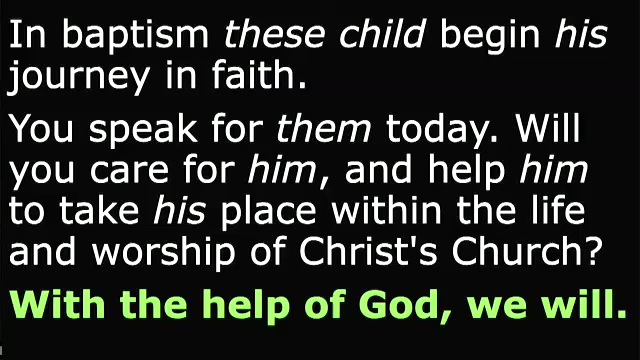 In baptism these child begin his
journey in faith.
You speak for them today. Will
you care for him, and help him
to take his place within the life
and worship of Christ's Church?
With the help of God, we will.